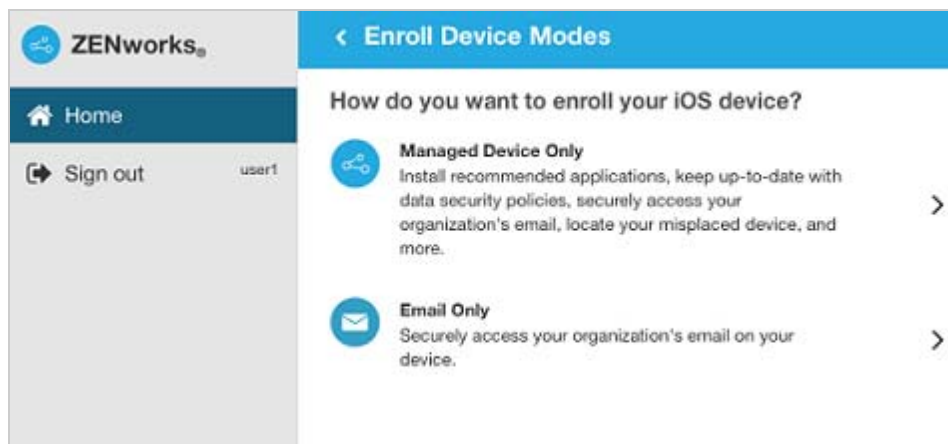 ZENworks®
Home
Sign out user1
Enroll Device Modes
How do you want to enroll your iOS device?
Managed Device Only
Install recommended applications, keep up-to-date with
data security policies, securely access your
organization's email, locate your misplaced device, and
more.
Email Only
Securely access your organization's email on your
device.